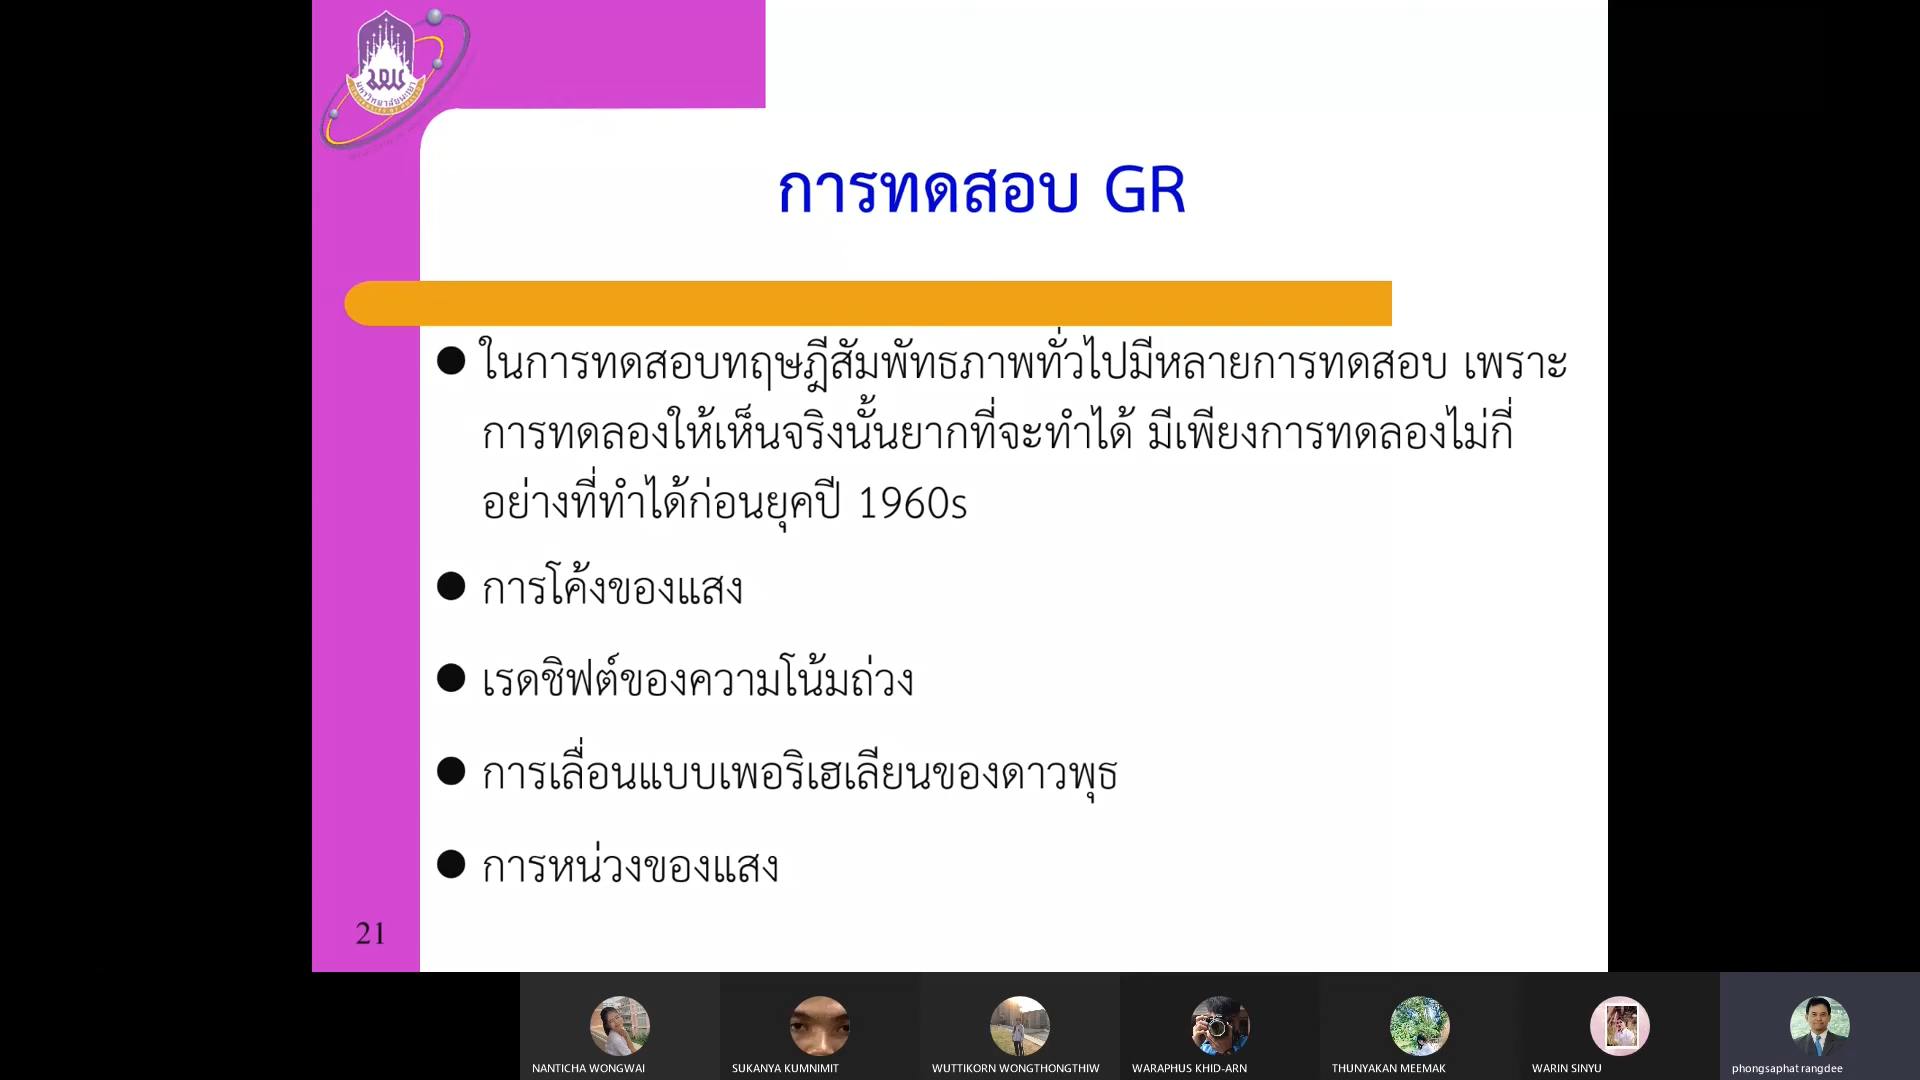 การทดสอบ GR
ในการทดสอบทฤษฎีสัมพัทธภาพทั่วไปมีหลายการทดสอบ เพราะ
การทดลองให้เห็นจริงนั้นยากที่จะทำได้ มีเพียงการทดลองไม่กี่
อย่างที่ทำได้ก่อนยุคปี 1960s
การโค้งของแสง
เรดชิฟต์ของความโน้มถ่วง
การเลื่อนแบบเพอริเฮเลียนของดาวพุธ
การหน่วงของแสง
21
NANTICHA WONGWAI
SUKANYA KUMNIMIT
WUTTIKORN WONGTHONGTHIW
WARAPHUS KHID-ARN
THUNYAKAN MEEMAK
WARIN SINYU
phongsaphat rangdee